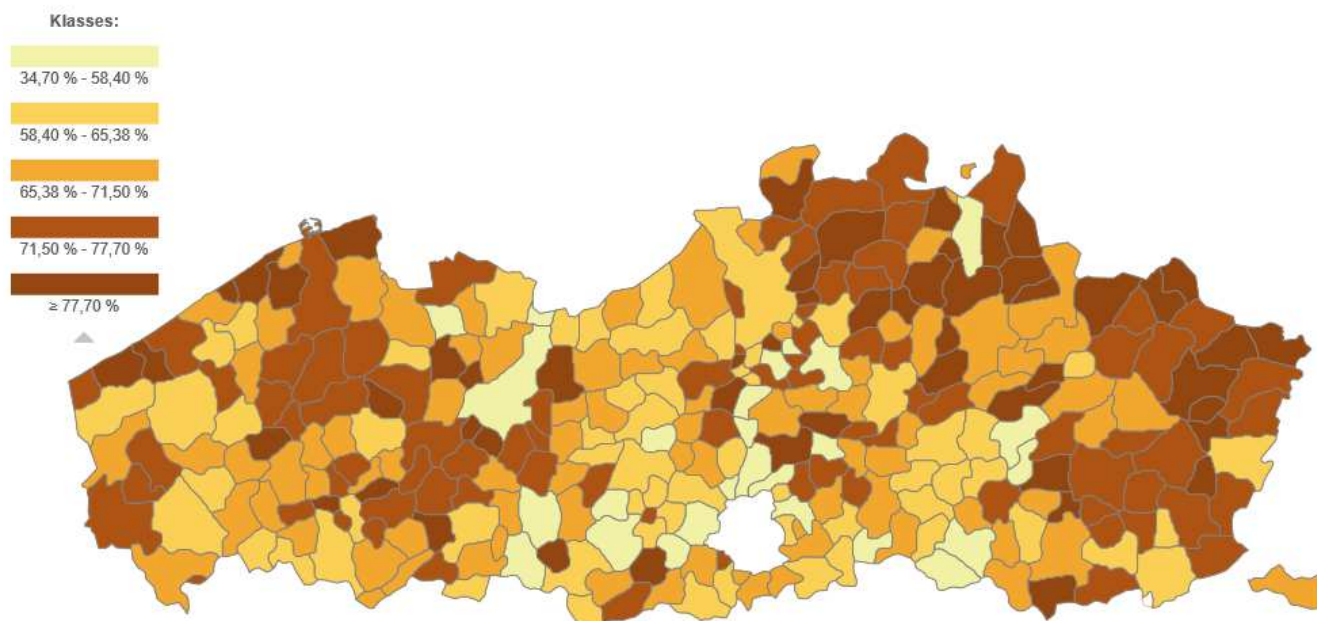 Klasses:
34,70 % - 58,40 %
58,40 % - 65,38 %
65,38 % - 71,50 %
71,50 % - 77,70 %
≥ 77,70 %